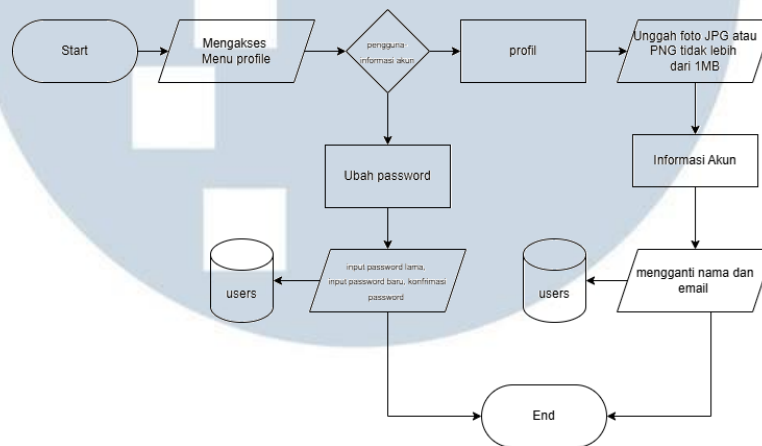 Start
Mengakses
Menu profile
pengguna
informasi akun
profil
Unggah foto JPG atau
PNG tidak lebih
dari 1MB
Ubah password
Informasi Akun
users
input password lama,
input password baru, konfrimasi
password
users
mengganti nama dan
email
End